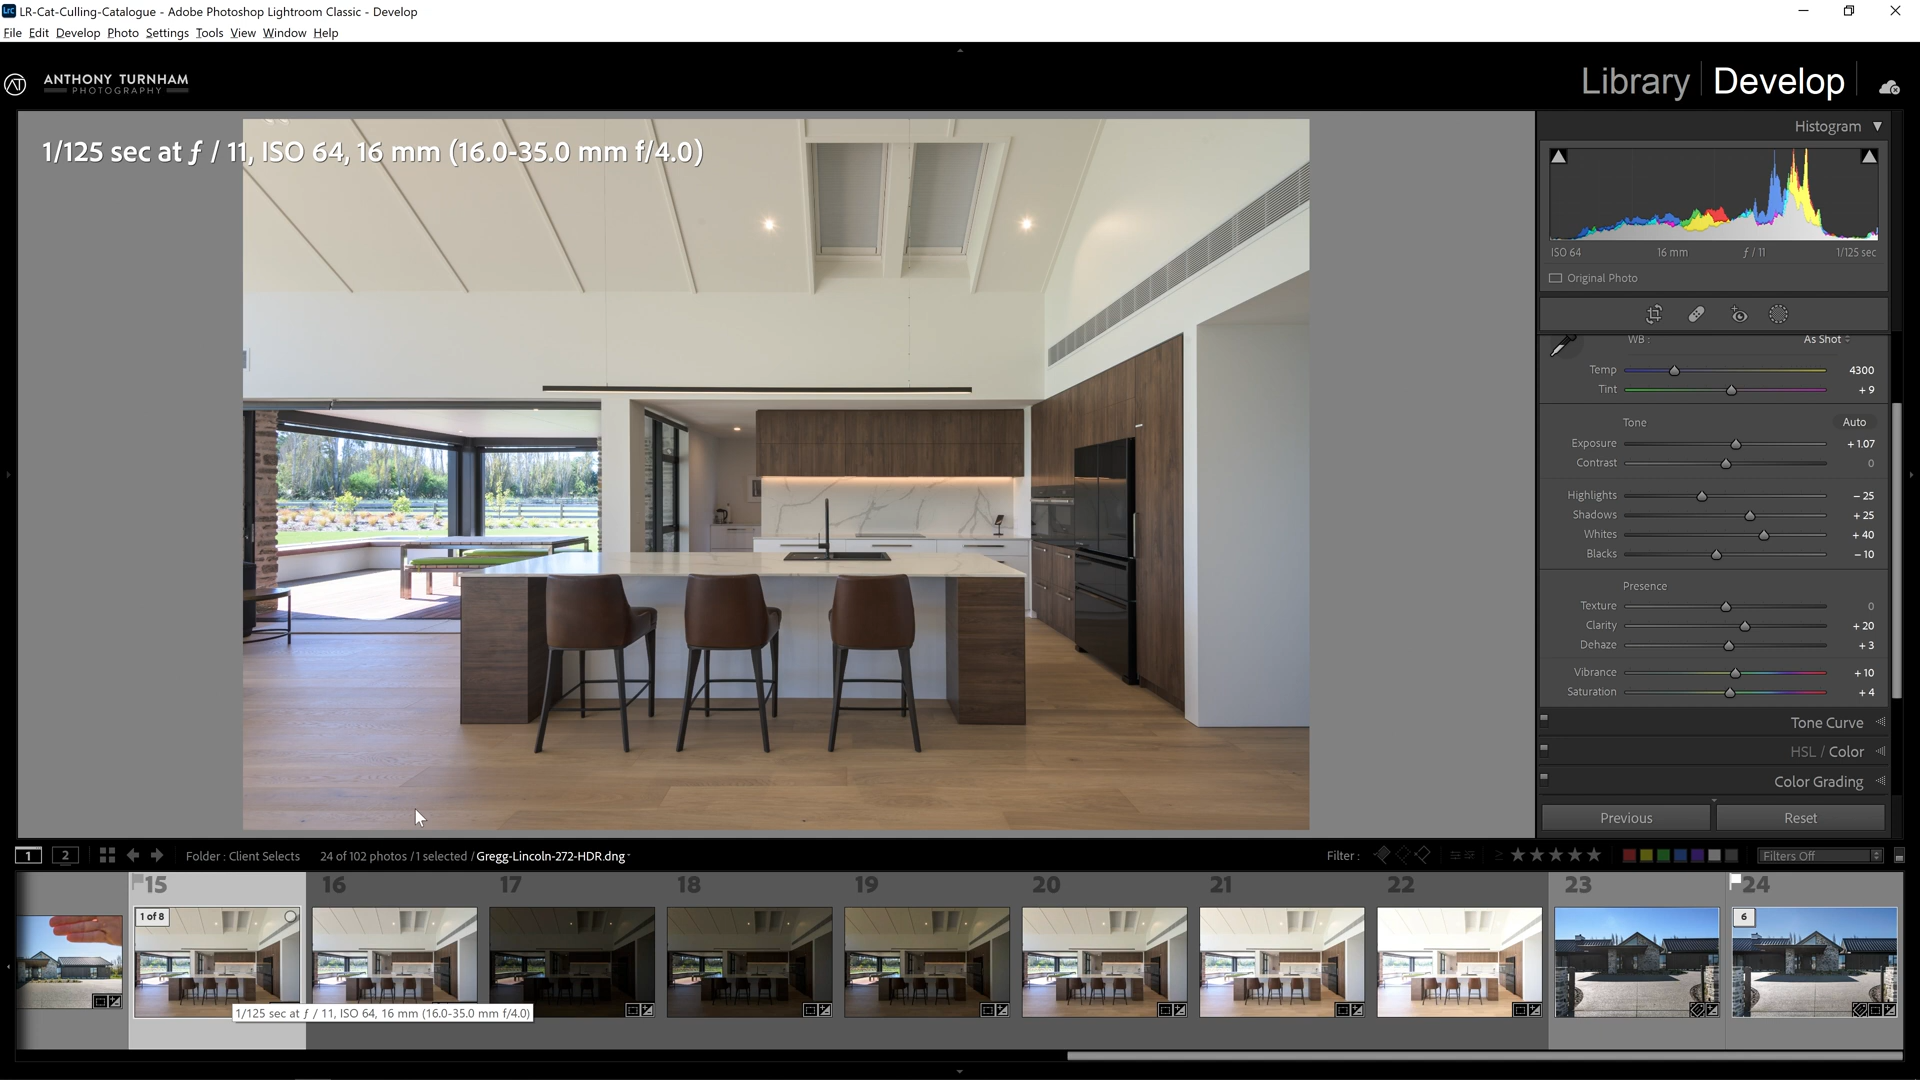 LR-Cat-Culling-Catalogue - Adobe Photoshop Lightroom Classic - Develop
File Edit Develop Photo Settings Tools View Window Help
ANTHONY TURNHAM
PHOTOGRAPHY
Library Develop
1/125 sec at ƒ / 11, ISO 64, 16 mm (16.0-35.0 mm f/4.0)
Histogram
ISO 64 16 mm ƒ / 11 1/125 sec
Original Photo
WB : As Shot
Temp 4300
Tint + 9
Tone Auto
Exposure + 1.07
Contrast 0
Highlights − 25
Shadows + 25
Whites + 40
Blacks − 10
Presence
Texture 0
Clarity + 20
Dehaze + 3
Vibrance + 10
Saturation + 4
Tone Curve
HSL / Color
Color Grading
Previous Reset
1 2 Folder : Client Selects 24 of 102 photos / 1 selected / Gregg-Lincoln-272-HDR.dng Filter : Filters Off
15 16 17 18 19 20 21 22 23 24
1 of 8 6
1/125 sec at ƒ / 11, ISO 64, 16 mm (16.0-35.0 mm f/4.0)